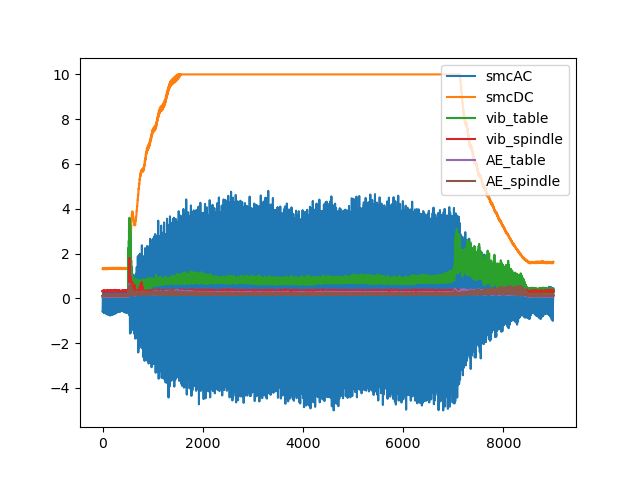 10
8
6
4
2
0
−2
−4
0
2000
4000
6000
8000
smcAC
smcDC
vib_table
vib_spindle
AE_table
AE_spindle